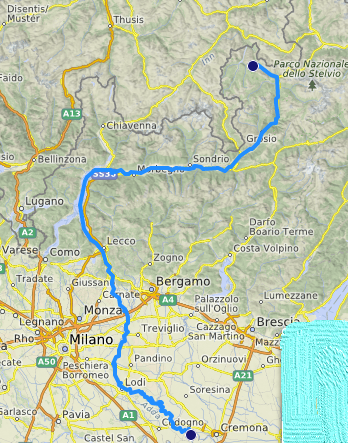 Disentis/
Mustér
Thusis
Faido
Inn
Parco Nazionale
dello Stelvio
A13
Chiavenna
Grosio
Bellinzona
Sondrio
Morbegno
Lugano
A2
Darfo
Boario Terme
Varese
Como
Lecco
Costa Volpino
Zogno
Tradate
Giussano
Carnate
Bergamo
Lumezzane
A4
Palazzolo
sull'Oglio
Legnano
Monza
Treviglio
Cazzago
San Martino
Brescia
Rho
Milano
A50
Peschiera
Borromeo
Pandino
Orzinuovi
Ghedi
A21
Lodi
Soresina
Garlasco
Pavia
A1
Adda
Codogno
Cremona
Castel San